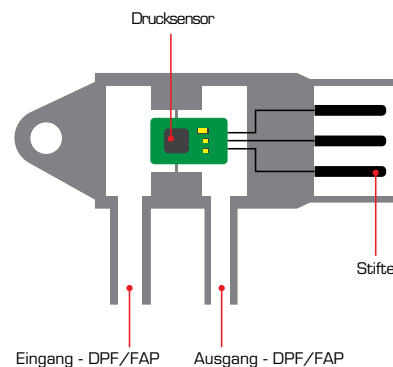 Drucksensor
Stifte
Eingang - DPF/FAP
Ausgang - DPF/FAP